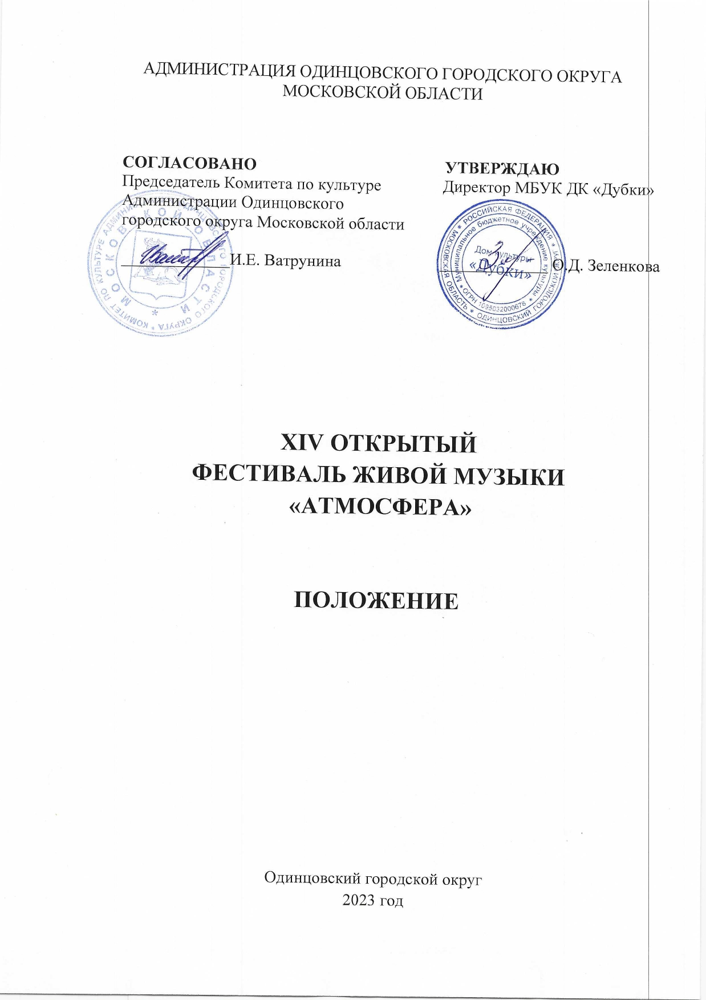 АДМИНИСТРАЦИЯ ОДИНЦОВСКОГО ГОРОДСКОГО ОКРУГА
МОСКОВСКОЙ ОБЛАСТИ
СОГЛАСОВАНО
Председатель Комитета по культуре
Администрации Одинцовского
городского округа Московской области
И.Е. Ватрунина
КОМИТЕТ ПО КУЛЬТУРЕ АДМИНИСТРАЦИИ ОДИНЦОВСКОГО ГОРОДСКОГО ОКРУГА *
МОСКОВСКОЙ ОБЛАСТИ *
УТВЕРЖДАЮ
Директор МБУК ДК «Дубки»
О.Д. Зеленкова
* РОССИЙСКАЯ ФЕДЕРАЦИЯ * МОСКОВСКАЯ ОБЛАСТЬ * ОДИНЦОВСКИЙ ГОРОДСКОЙ ОКРУГ
* Муниципальное бюджетное учреждение культуры * ОГРН 1095032000678
Дом культуры
«Дубки»
XIV ОТКРЫТЫЙ
ФЕСТИВАЛЬ ЖИВОЙ МУЗЫКИ
«АТМОСФЕРА»
ПОЛОЖЕНИЕ
Одинцовский городской округ
2023 год